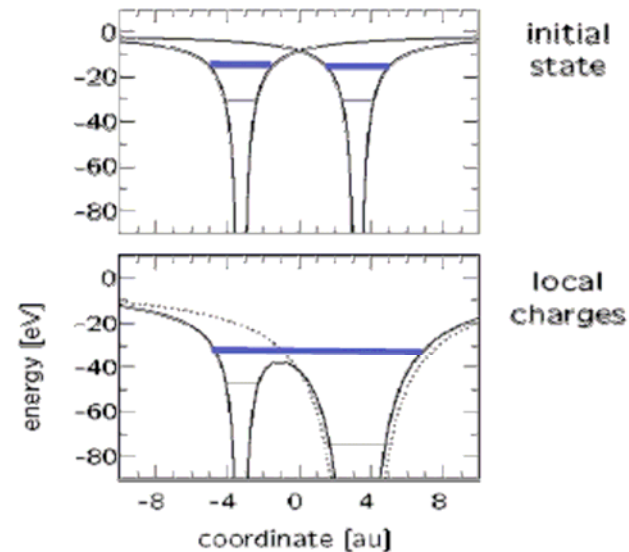 0
-20
-40
-60
-80
initial
state
0
-20
-40
-60
-80
local
charges
energy [eV]
-8 -4 0 4 8
coordinate [au]